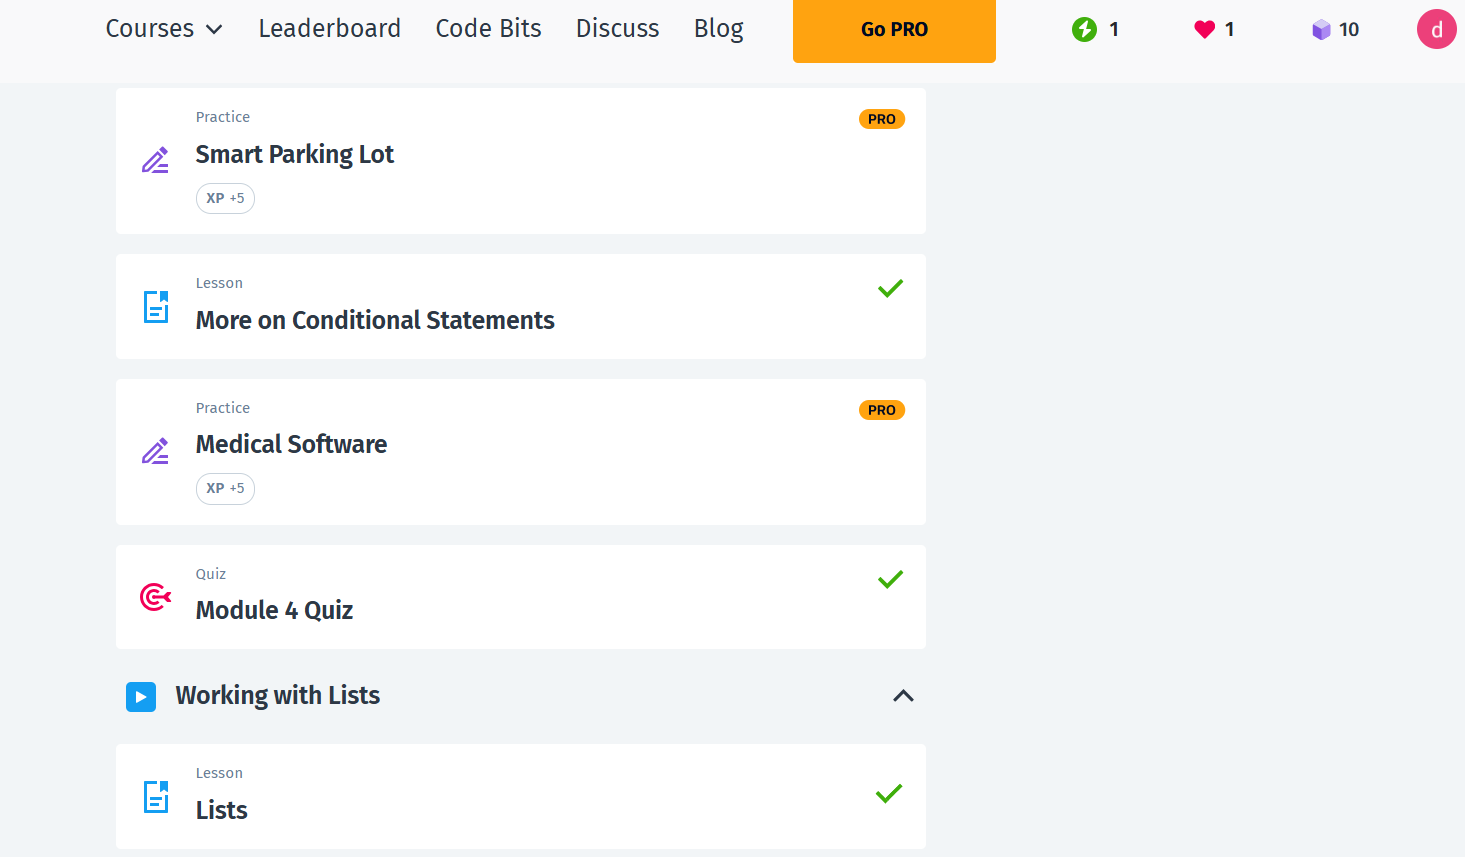 Courses Leaderboard Code Bits Discuss Blog Go PRO 1 1 10 d
Practice
PRO
Smart Parking Lot
XP +5
Lesson
More on Conditional Statements
Practice
PRO
Medical Software
XP +5
Quiz
Module 4 Quiz
Working with Lists
Lesson
Lists